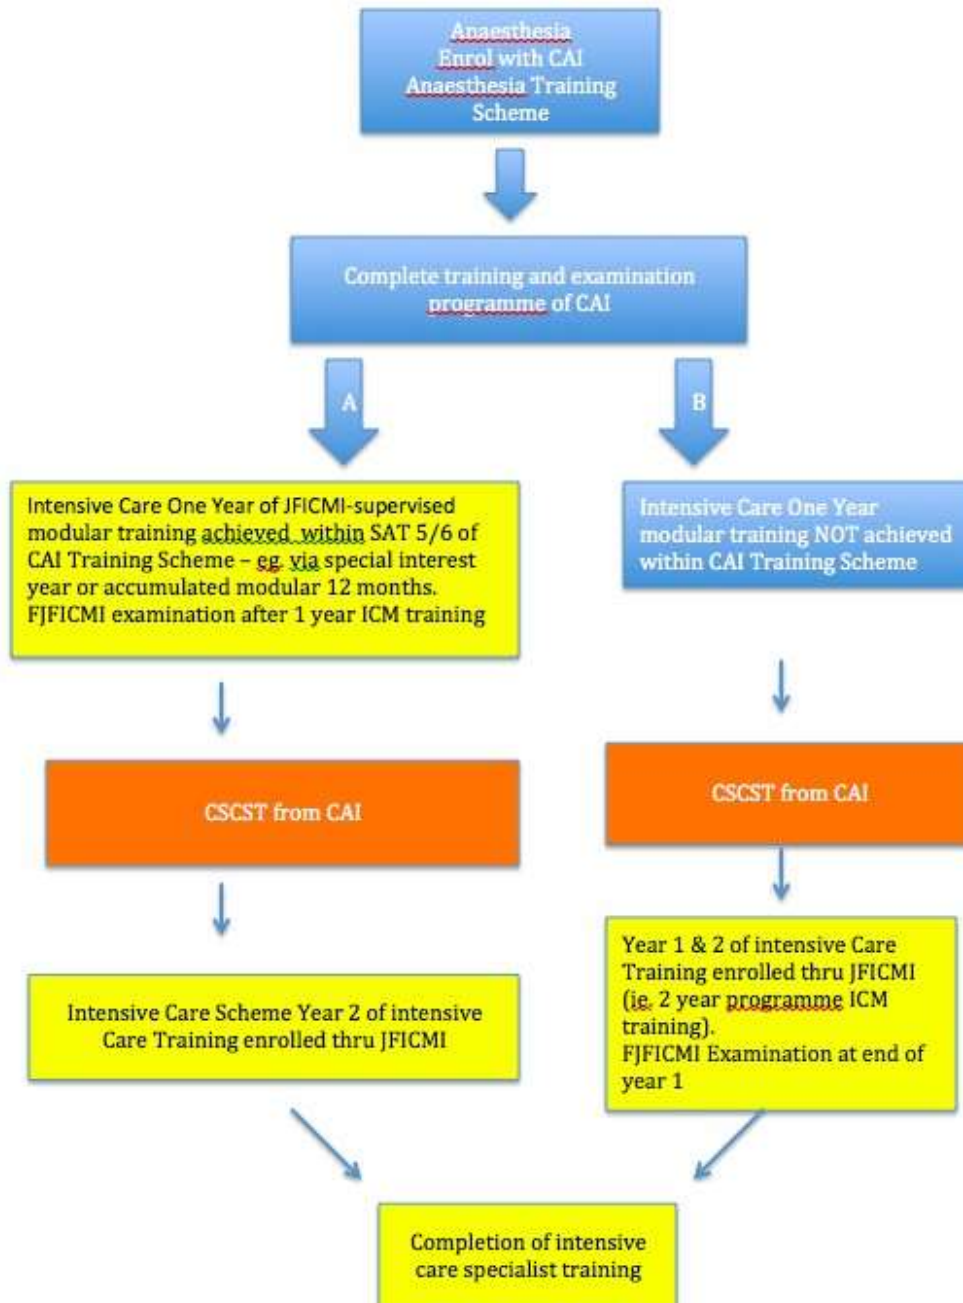 Anaesthesia
Enrol with CAI
Anaesthesia Training
Scheme
Complete training and examination
programme of CAI
A
B
Intensive Care One Year of JFICMI-supervised
modular training achieved within SAT 5/6 of
CAI Training Scheme – eg. via special interest
year or accumulated modular 12 months.
FJFICMI examination after 1 year ICM training
Intensive Care One Year
modular training NOT achieved
within CAI Training Scheme
CSCST from CAI
CSCST from CAI
Intensive Care Scheme Year 2 of intensive
Care Training enrolled thru JFICMI
Year 1 & 2 of intensive Care
Training enrolled thru JFICMI
(ie. 2 year programme ICM
training).
FJFICMI Examination at end of
year 1
Completion of intensive
care specialist training